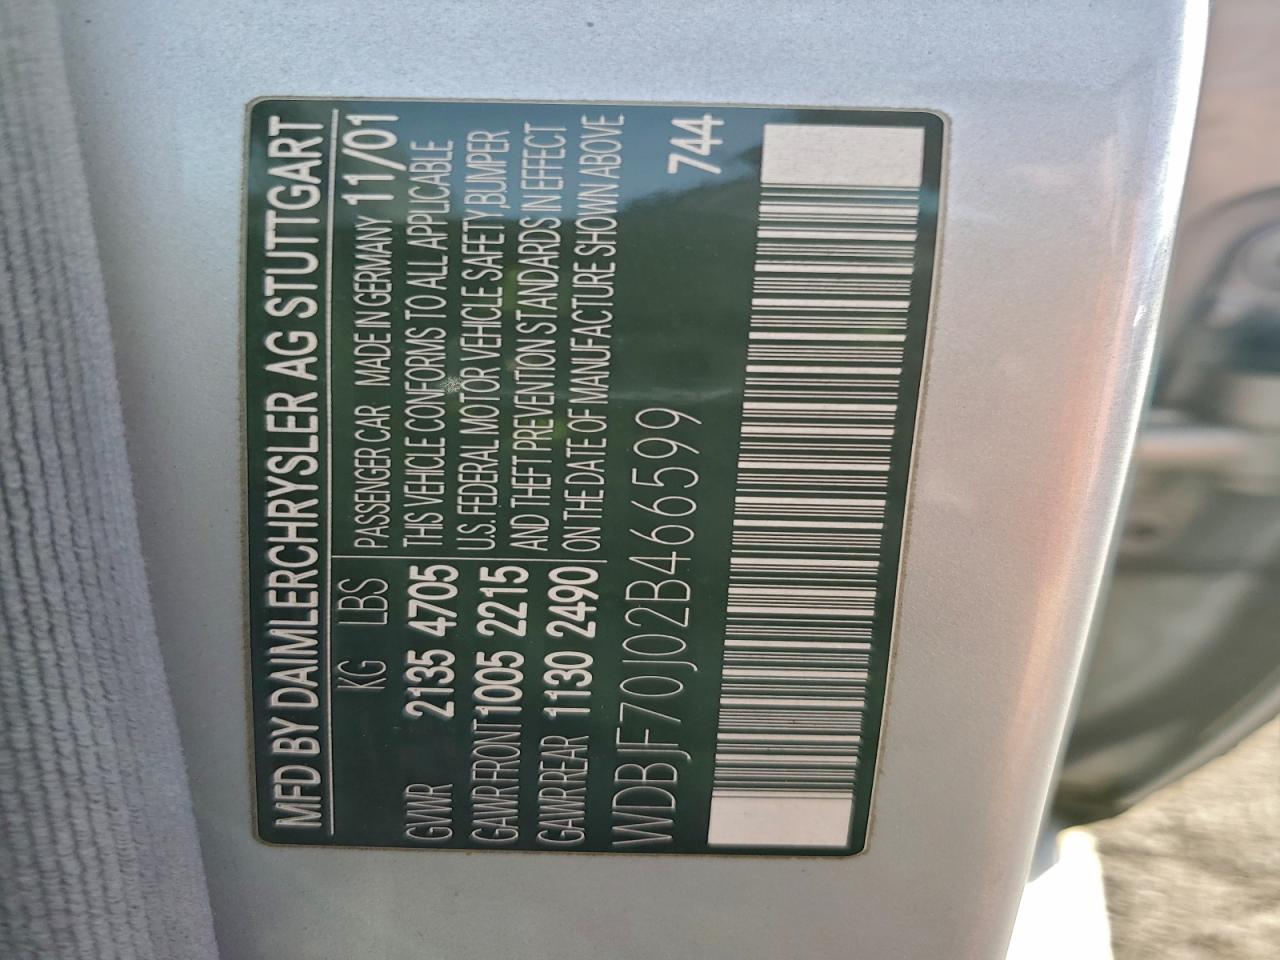 MFD BY DAIMLERCHRYSLER AG STUTTGART
KG LBS PASSENGER CAR MADE IN GERMANY 11/01
GVWR 2135 4705 THIS VEHICLE CONFORMS TO ALL APPLICABLE
GAWR FRONT 1005 2215 U.S. FEDERAL MOTOR VEHICLE SAFETY,BUMPER
AND THEFT PREVENTION STANDARDS IN EFFECT
GAWR REAR 1130 2490 ON THE DATE OF MANUFACTURE SHOWN ABOVE
WDBJF70J02B466599
744